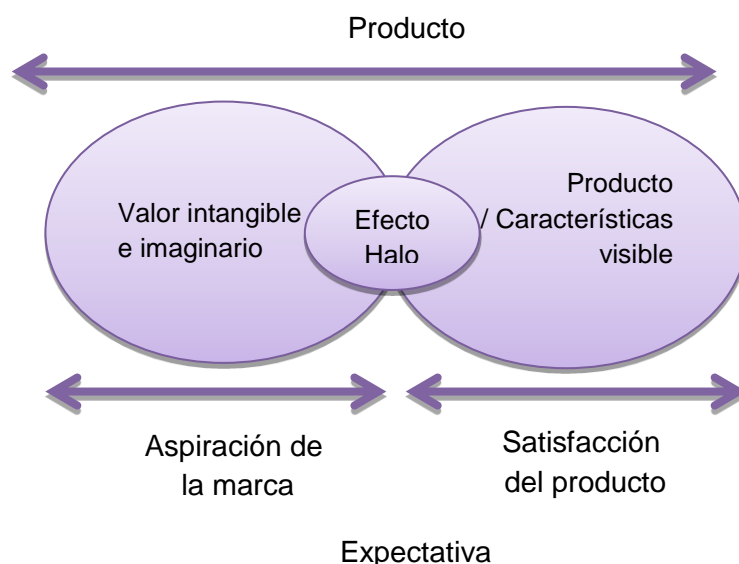 Producto
Valor intangible
e imaginario
Efecto
Halo
Producto
/ Características
visible
Aspiración de
la marca
Satisfacción
del producto
Expectativa